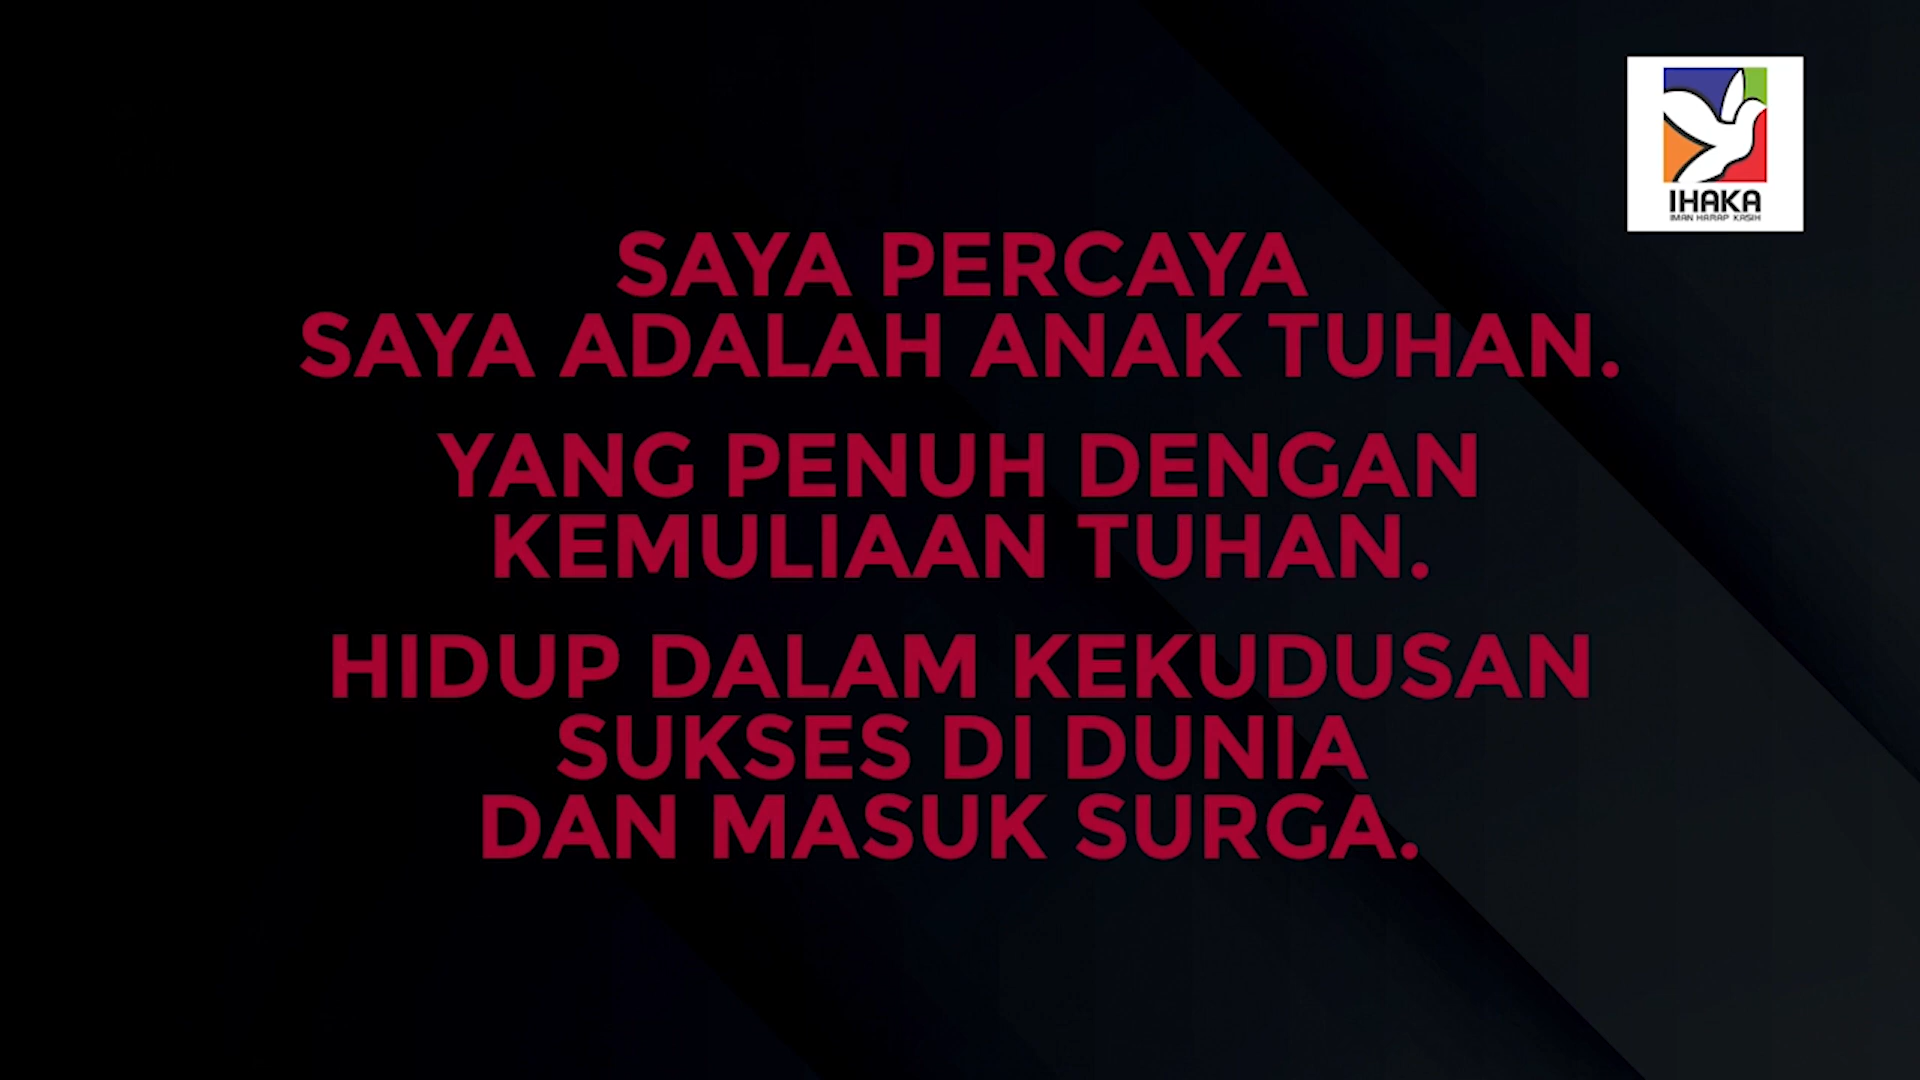 IHAKA
IMAN HARAP KASIH
SAYA PERCAYA
SAYA ADALAH ANAK TUHAN.
YANG PENUH DENGAN
KEMULIAAN TUHAN.
HIDUP DALAM KEKUDUSAN
SUKSES DI DUNIA
DAN MASUK SURGA.